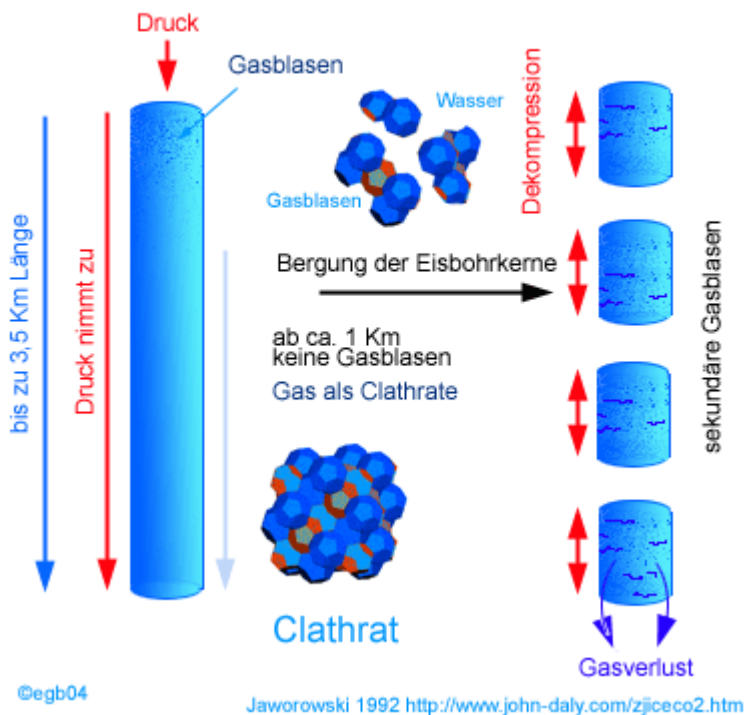 Druck
Gasblasen
bis zu 3,5 Km Länge
Druck nimmt zu
Wasser
Gasblasen
Dekompression
Bergung der Eisbohrkerne
ab ca. 1 Km
keine Gasblasen
Gas als Clathrate
sekundäre Gasblasen
Clathrat
Gasverlust
©egb04
Jaworowski 1992 http://www.john-daly.com/zjiceco2.htm